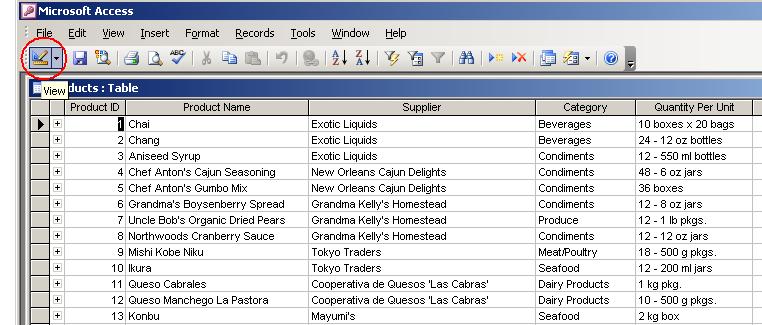 Microsoft Access
File Edit View Insert Format Records Tools Window Help
View
ducts : Table
Product ID Product Name Supplier Category Quantity Per Unit
1 Chai Exotic Liquids Beverages 10 boxes x 20 bags
2 Chang Exotic Liquids Beverages 24 - 12 oz bottles
3 Aniseed Syrup Exotic Liquids Condiments 12 - 550 ml bottles
4 Chef Anton's Cajun Seasoning New Orleans Cajun Delights Condiments 48 - 6 oz jars
5 Chef Anton's Gumbo Mix New Orleans Cajun Delights Condiments 36 boxes
6 Grandma's Boysenberry Spread Grandma Kelly's Homestead Condiments 12 - 8 oz jars
7 Uncle Bob's Organic Dried Pears Grandma Kelly's Homestead Produce 12 - 1 lb pkgs.
8 Northwoods Cranberry Sauce Grandma Kelly's Homestead Condiments 12 - 12 oz jars
9 Mishi Kobe Niku Tokyo Traders Meat/Poultry 18 - 500 g pkgs.
10 Ikura Tokyo Traders Seafood 12 - 200 ml jars
11 Queso Cabrales Cooperativa de Quesos 'Las Cabras' Dairy Products 1 kg pkg.
12 Queso Manchego La Pastora Cooperativa de Quesos 'Las Cabras' Dairy Products 10 - 500 g pkgs.
13 Konbu Mayumi's Seafood 2 kg box